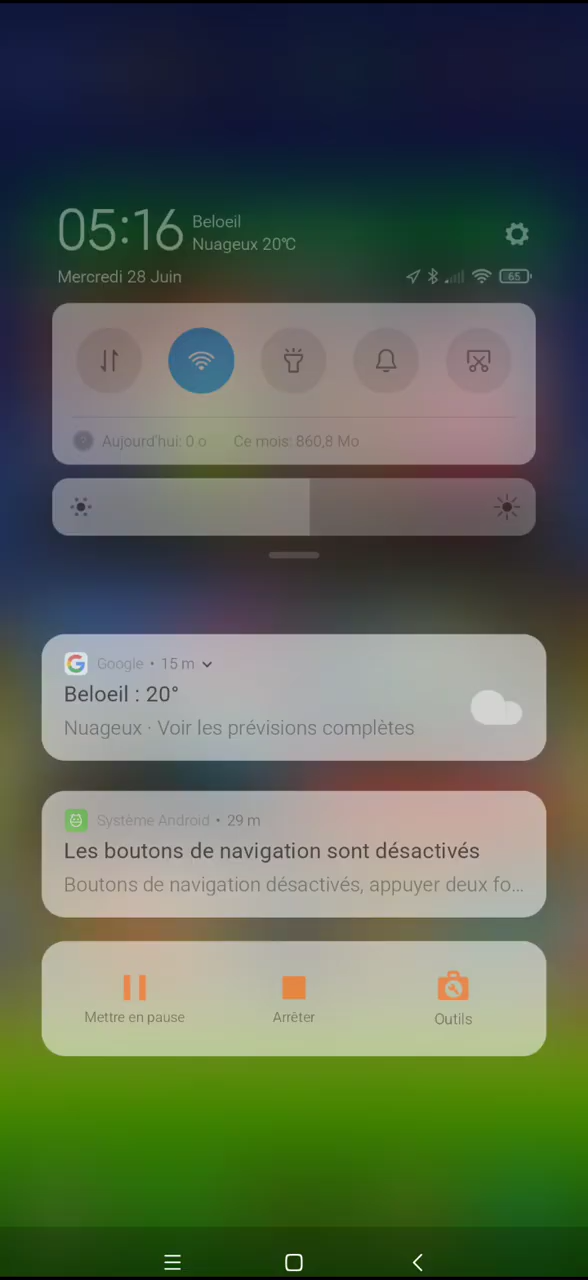 05:16
Beloeil
Nuageux 20°C
Mercredi 28 Juin
65
Aujourd'hui: 0 o Ce mois: 860,8 Mo
Google • 15 m
Beloeil : 20°
Nuageux · Voir les prévisions complètes
Système Android • 29 m
Les boutons de navigation sont désactivés
Boutons de navigation désactivés, appuyer deux fo...
Mettre en pause
Arrêter
Outils